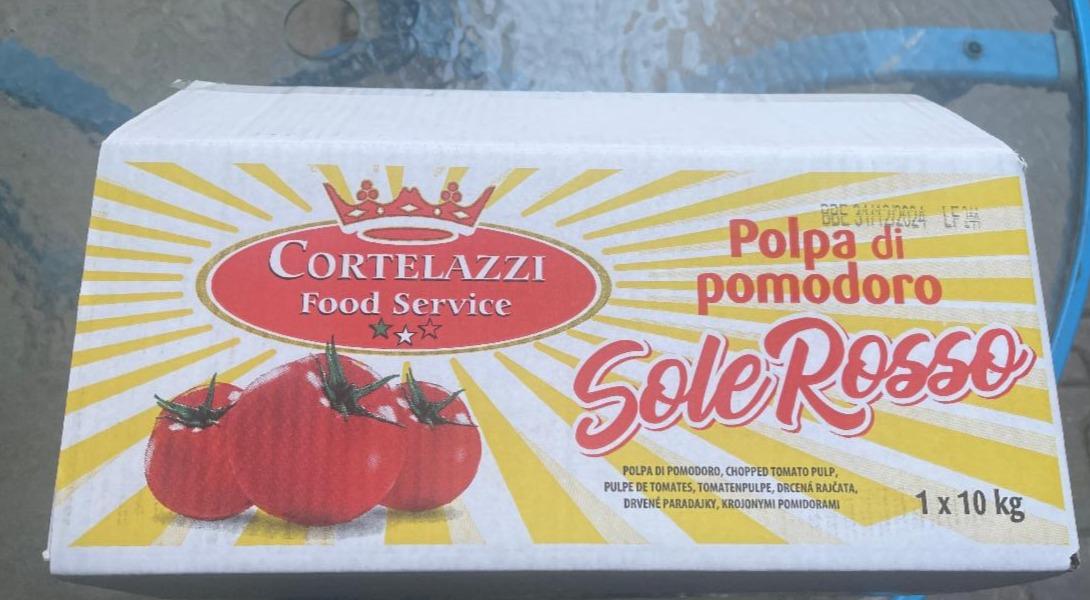 CORTELAZZI
Food Service
BBE 31/12/2024 LF
Polpa di
pomodoro
Sole Rosso
POLPA DI POMODORO, CHOPPED TOMATO PULP,
PULPE DE TOMATES, TOMATENPULPE, DRCENÁ RAJČATA,
DRVENÉ PARADAJKY, KROJONYMI POMIDORAMI
1 x 10 kg